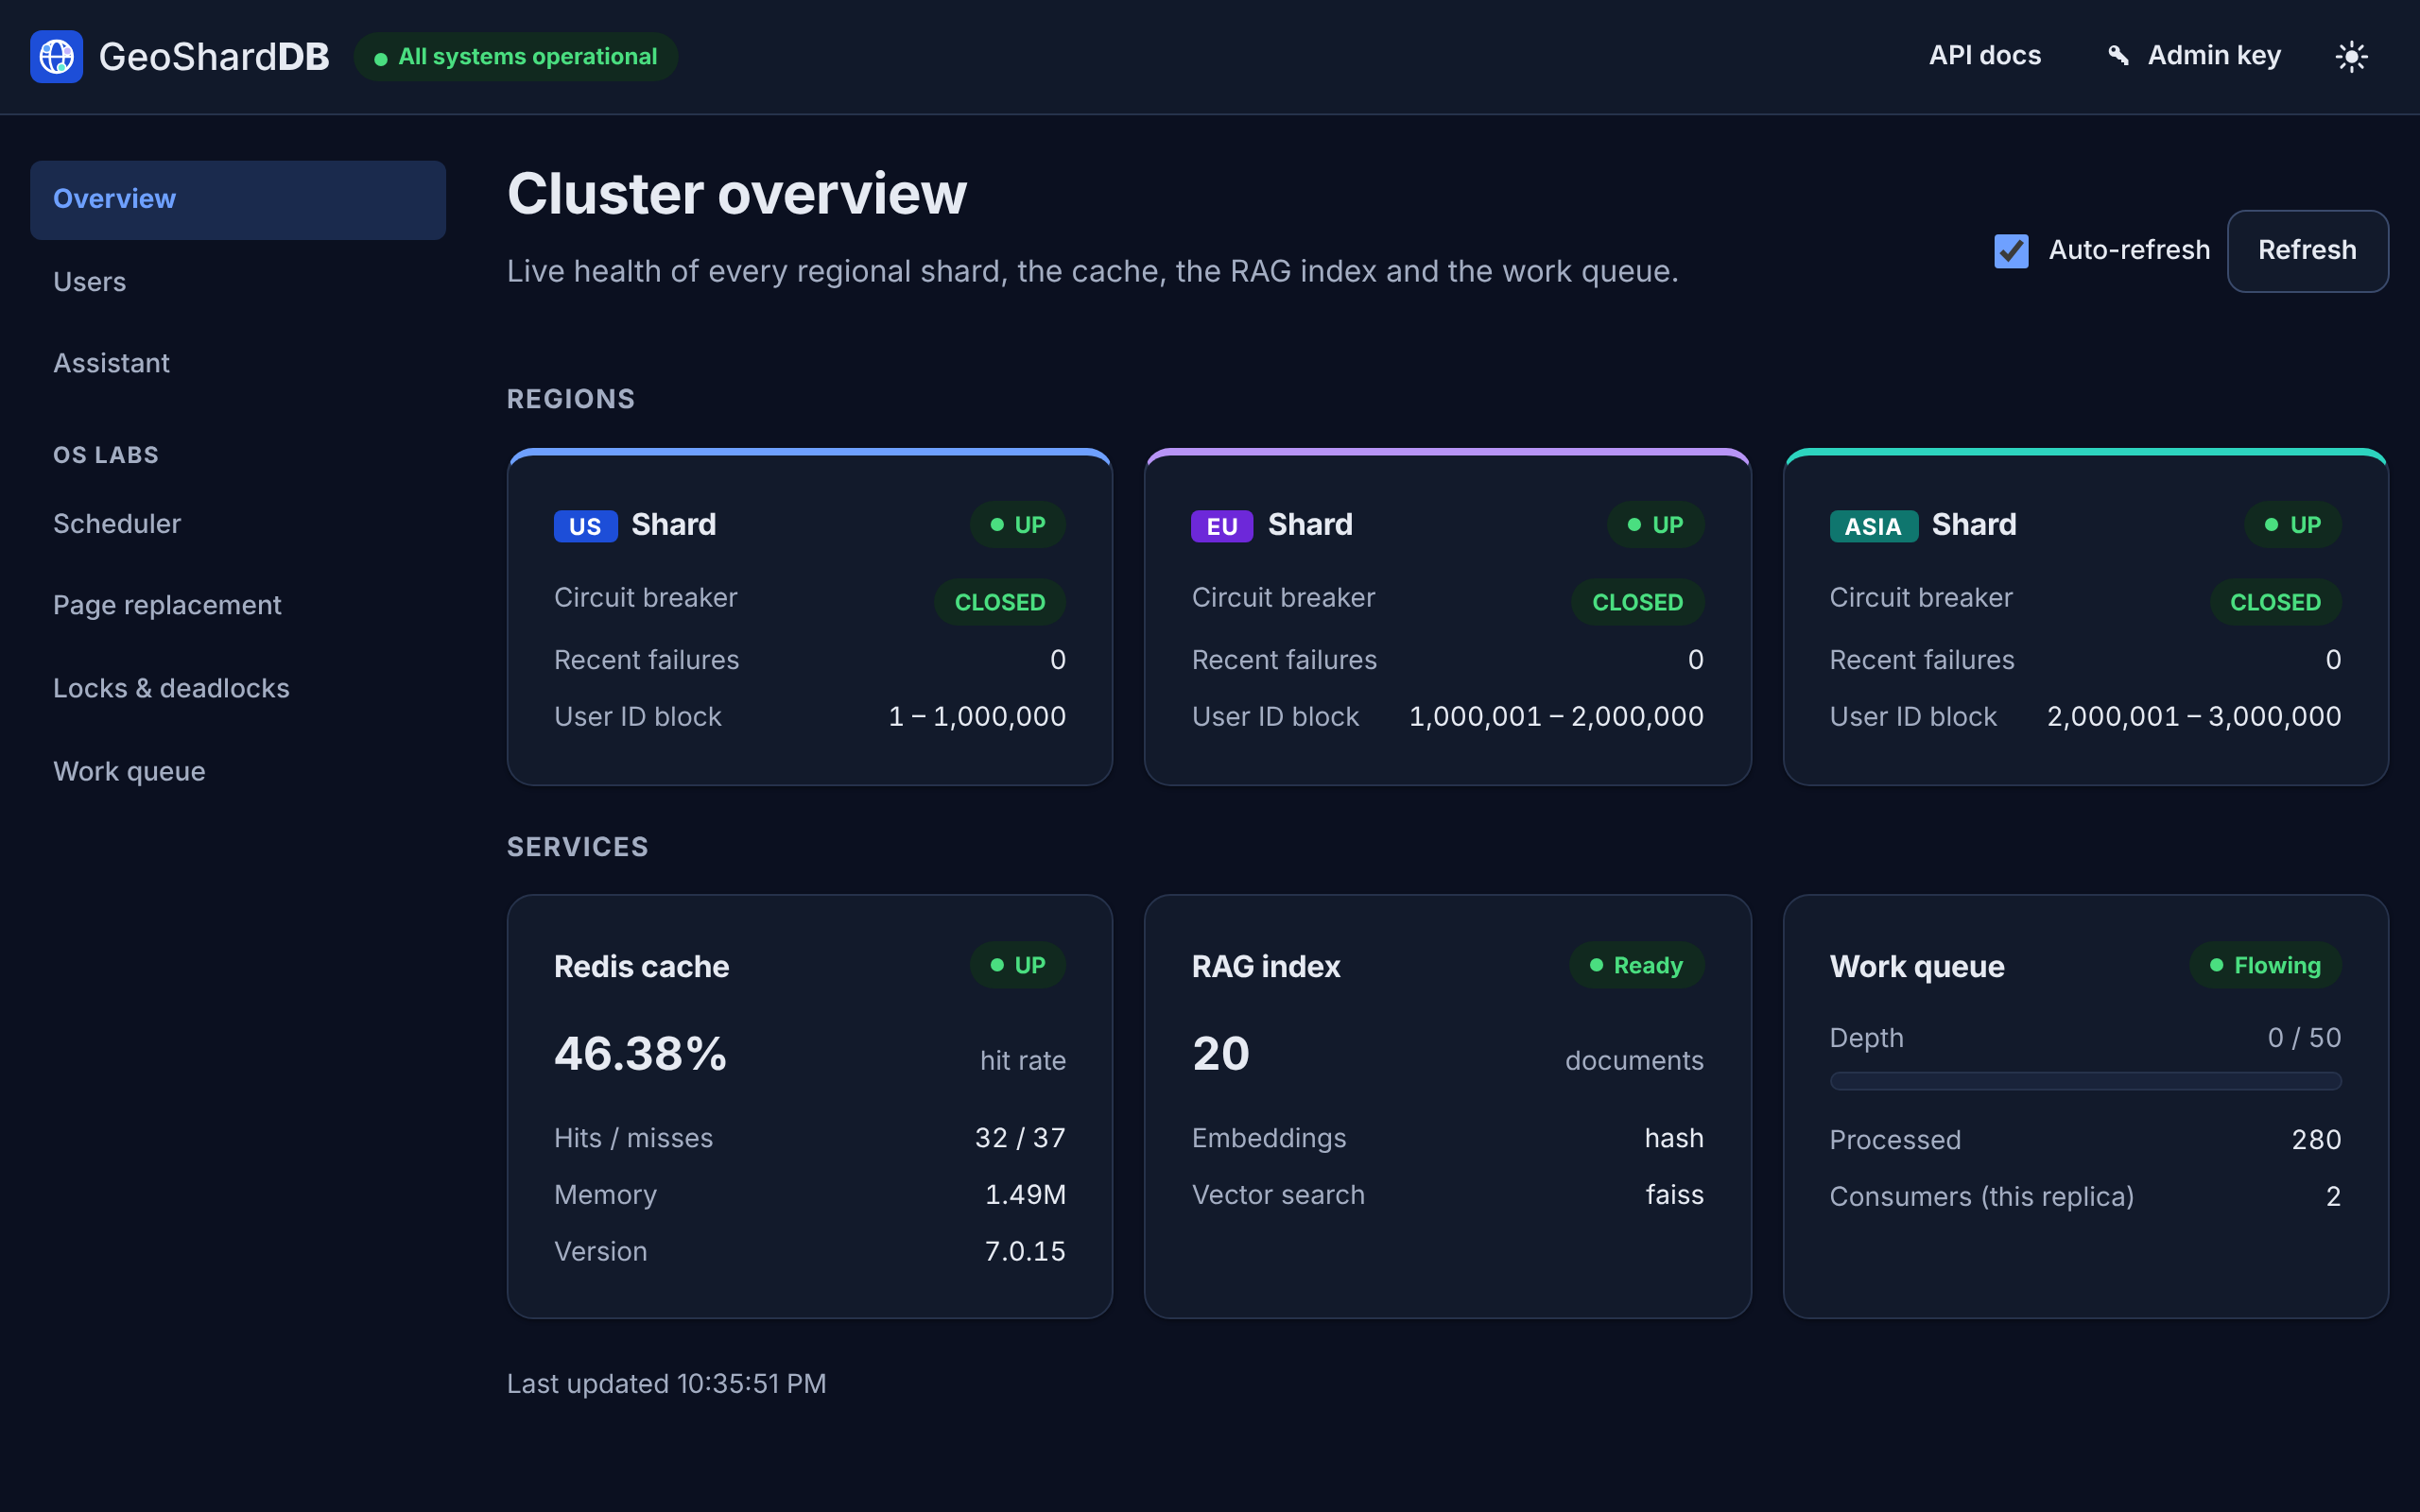 GeoShardDB
All systems operational
API docs
Admin key
Overview
Users
Assistant
OS LABS
Scheduler
Page replacement
Locks & deadlocks
Work queue
Cluster overview
Live health of every regional shard, the cache, the RAG index and the work queue.
Auto-refresh
Refresh
REGIONS
US Shard
UP
Circuit breaker CLOSED
Recent failures 0
User ID block 1 – 1,000,000
EU Shard
UP
Circuit breaker CLOSED
Recent failures 0
User ID block 1,000,001 – 2,000,000
ASIA Shard
UP
Circuit breaker CLOSED
Recent failures 0
User ID block 2,000,001 – 3,000,000
SERVICES
Redis cache
UP
46.38% hit rate
Hits / misses 32 / 37
Memory 1.49M
Version 7.0.15
RAG index
Ready
20 documents
Embeddings hash
Vector search faiss
Work queue
Flowing
Depth 0 / 50
Processed 280
Consumers (this replica) 2
Last updated 10:35:51 PM